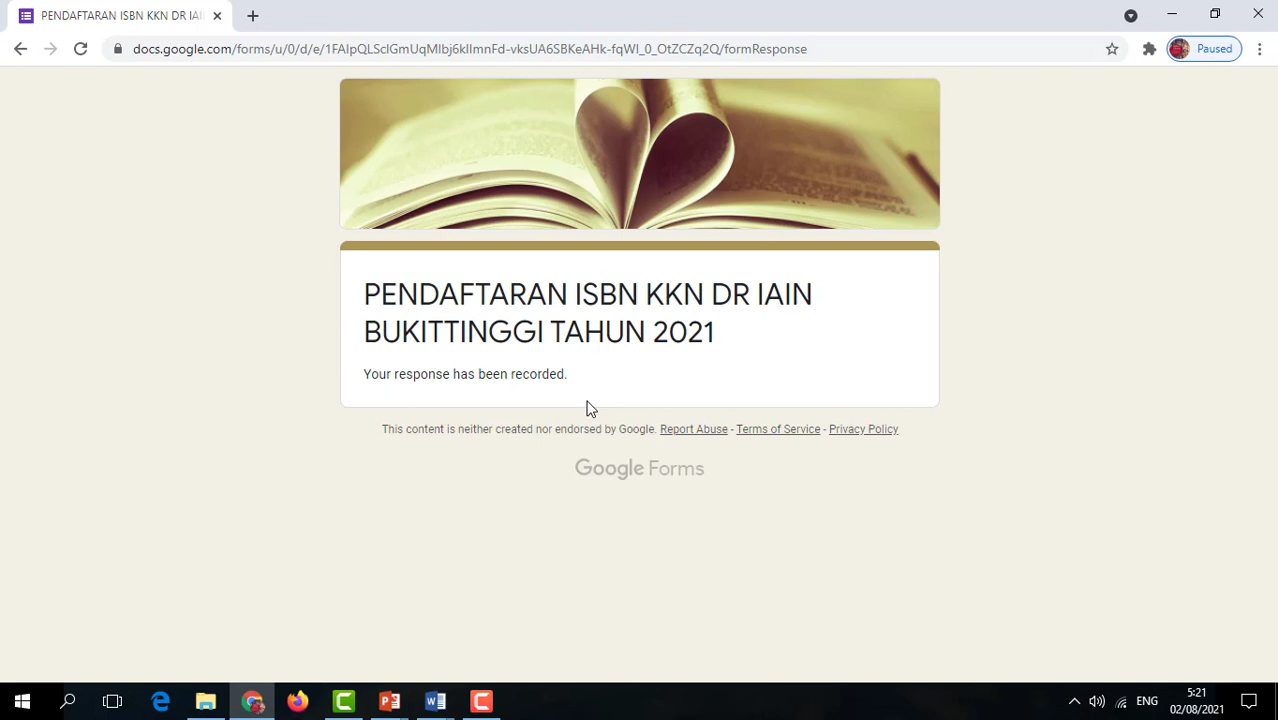 PENDAFTARAN ISBN KKN DR IAIN
docs.google.com/forms/u/0/d/e/1FAIpQLSclGmUqMIbj6klImnFd-vksUA6SBKeAHk-fqWI_0_OtZCZq2Q/formResponse
Paused
PENDAFTARAN ISBN KKN DR IAIN
BUKITTINGGI TAHUN 2021
Your response has been recorded.
This content is neither created nor endorsed by Google. Report Abuse - Terms of Service - Privacy Policy
Google Forms
ENG
5:21
02/08/2021